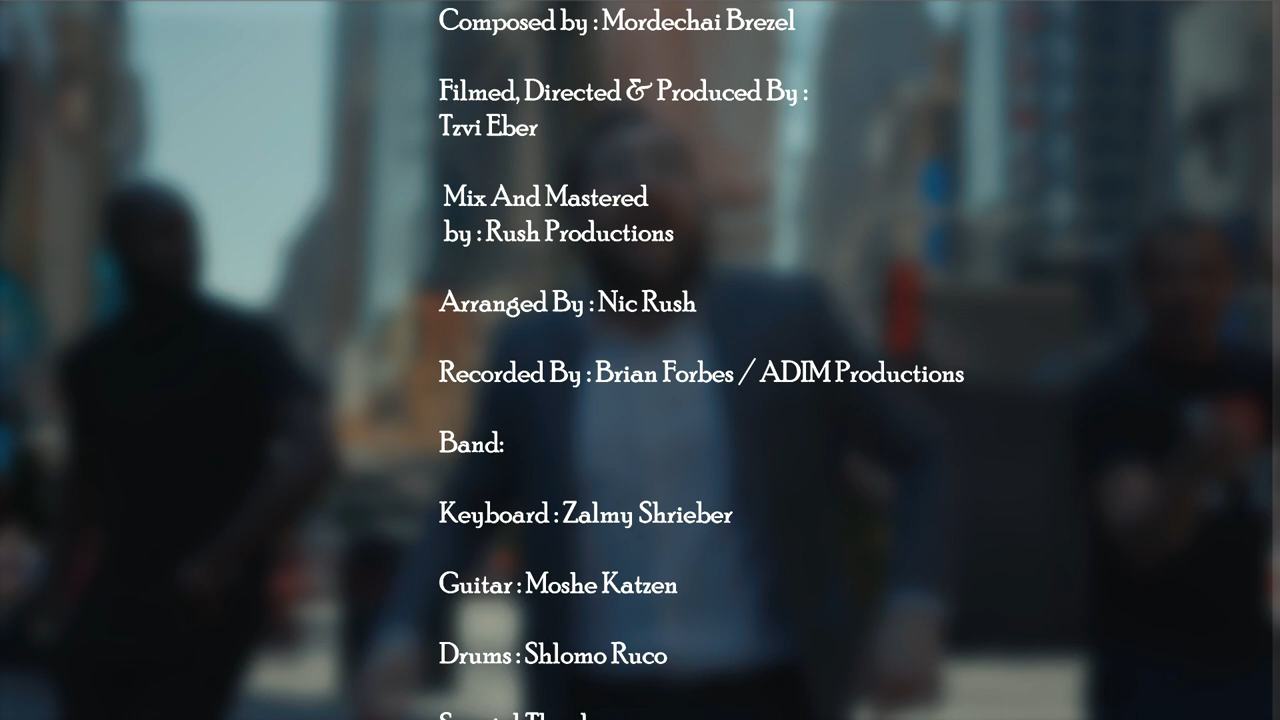 Composed by : Mordechai Brezel
Filmed, Directed & Produced By :
Tzvi Eber
Mix And Mastered
by : Rush Productions
Arranged By : Nic Rush
Recorded By : Brian Forbes / ADIM Productions
Band:
Keyboard : Zalmy Shrieber
Guitar : Moshe Katzen
Drums : Shlomo Ruco